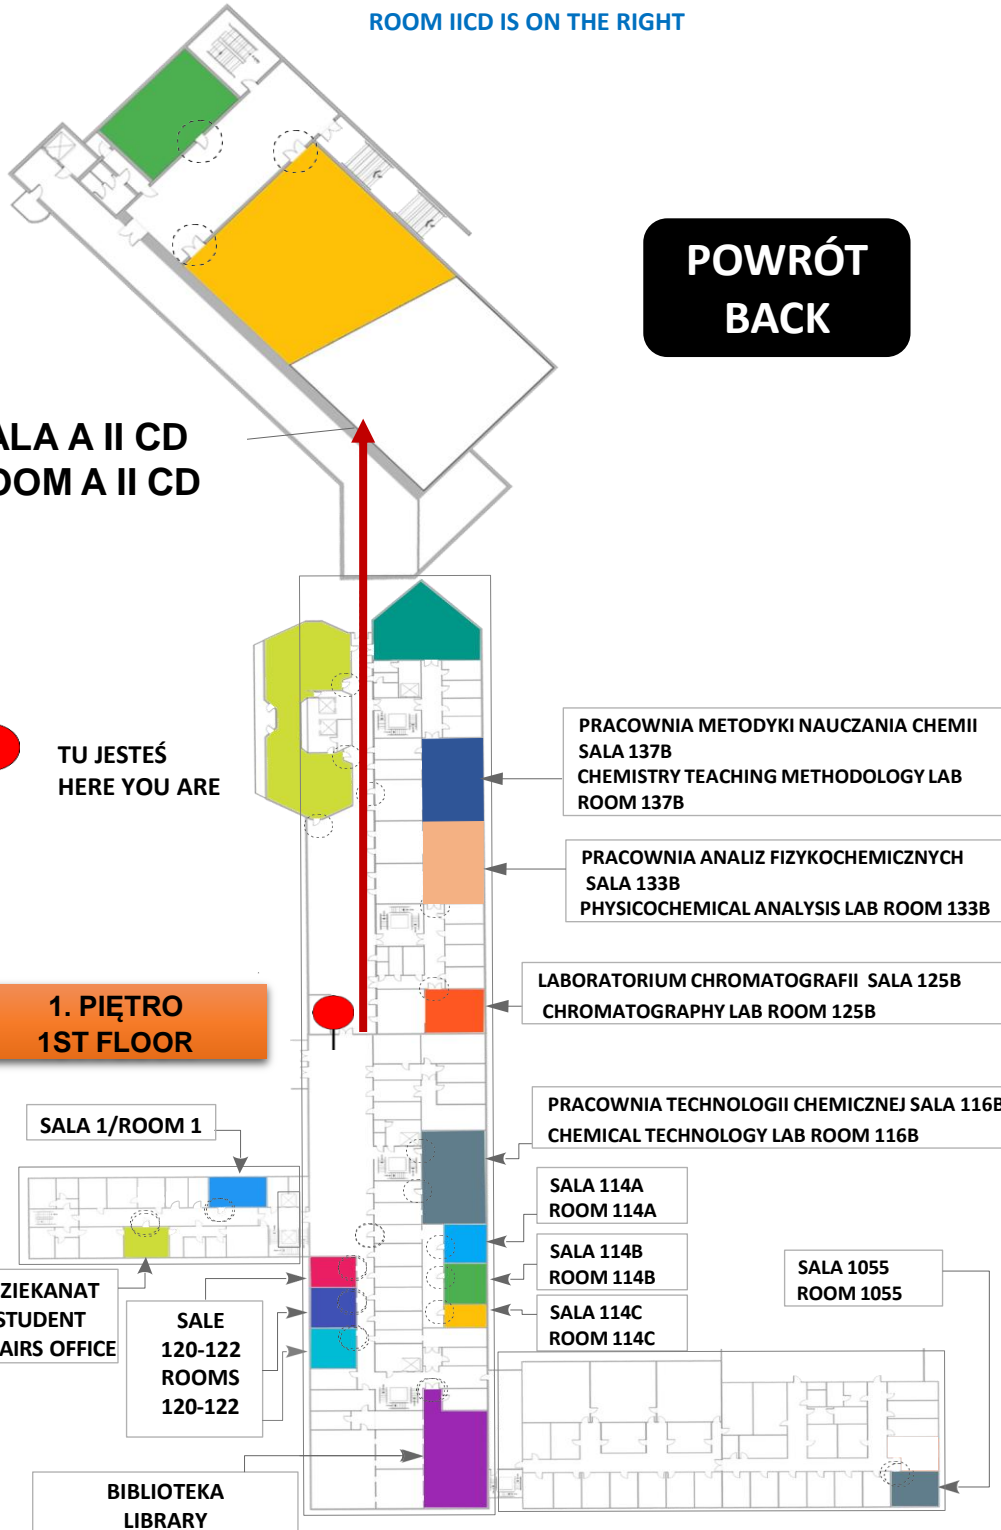 ROOM IICD IS ON THE RIGHT
POWRÓT
BACK
ALA A II CD
OOM A II CD
TU JESTEŚ
HERE YOU ARE
PRACOWNIA METODYKI NAUCZANIA CHEMII
SALA 137B
CHEMISTRY TEACHING METHODOLOGY LAB
ROOM 137B
PRACOWNIA ANALIZ FIZYKOCHEMICZNYCH
SALA 133B
PHYSICOCHEMICAL ANALYSIS LAB ROOM 133B
LABORATORIUM CHROMATOGRAFII SALA 125B
CHROMATOGRAPHY LAB ROOM 125B
1. PIĘTRO
1ST FLOOR
PRACOWNIA TECHNOLOGII CHEMICZNEJ SALA 116B
CHEMICAL TECHNOLOGY LAB ROOM 116B
SALA 1/ROOM 1
SALA 114A
ROOM 114A
SALA 114B
ROOM 114B
SALA 114C
ROOM 114C
SALA 1055
ROOM 1055
ZIEKANAT
STUDENT
AIRS OFFICE
SALE
120-122
ROOMS
120-122
BIBLIOTEKA
LIBRARY